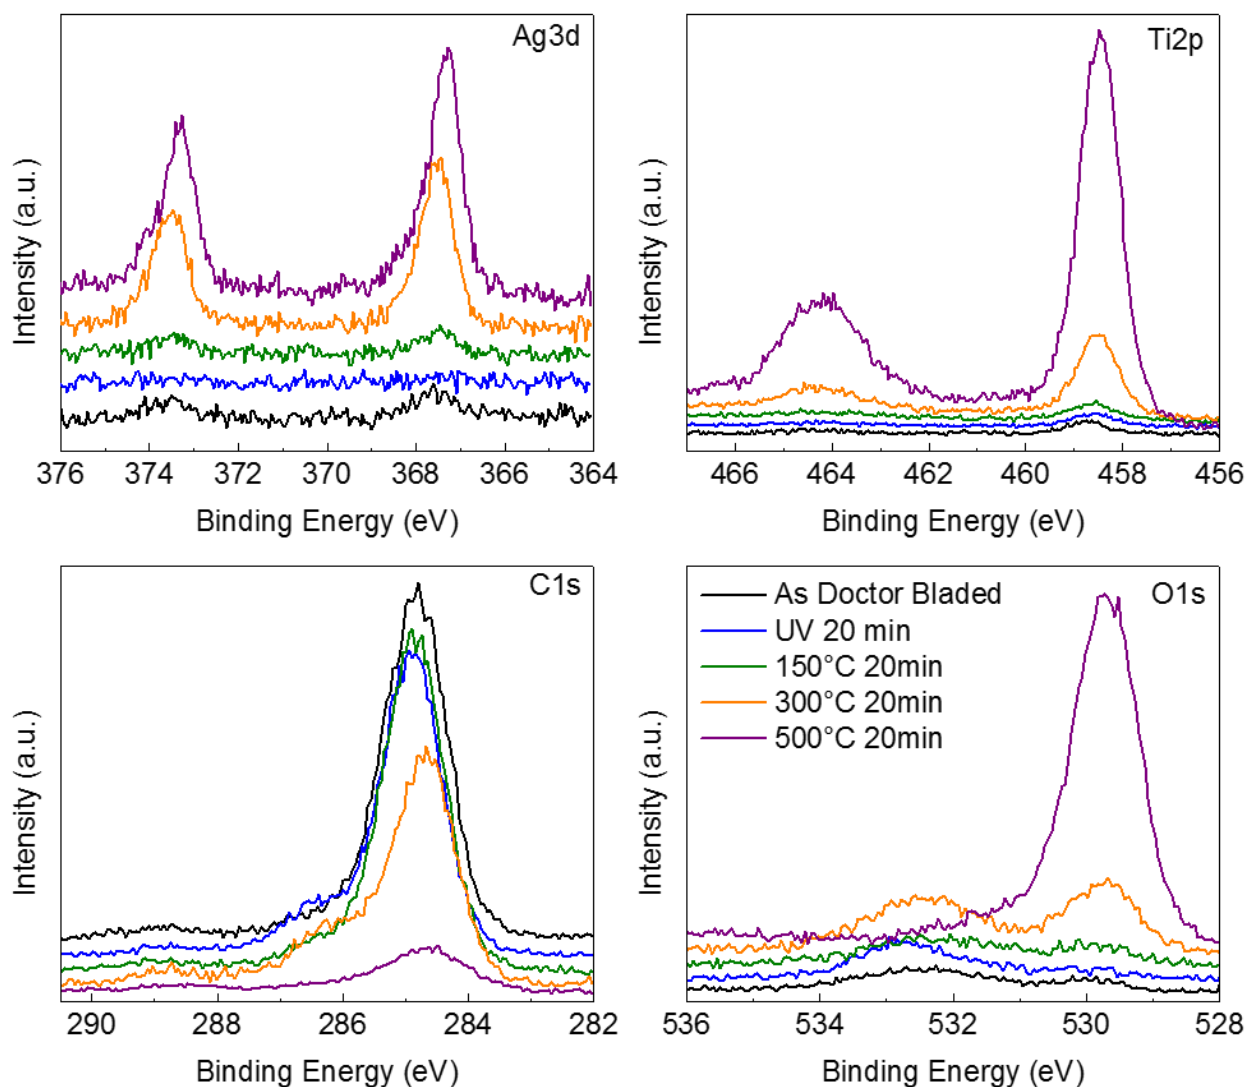 Ag3d
Intensity (a.u.)
376 374 372 370 368 366 364
Binding Energy (eV)
Ti2p
Intensity (a.u.)
466 464 462 460 458 456
Binding Energy (eV)
C1s
Intensity (a.u.)
290 288 286 284 282
Binding Energy (eV)
O1s
As Doctor Bladed
UV 20 min
150°C 20min
300°C 20min
500°C 20min
Intensity (a.u.)
536 534 532 530 528
Binding Energy (eV)